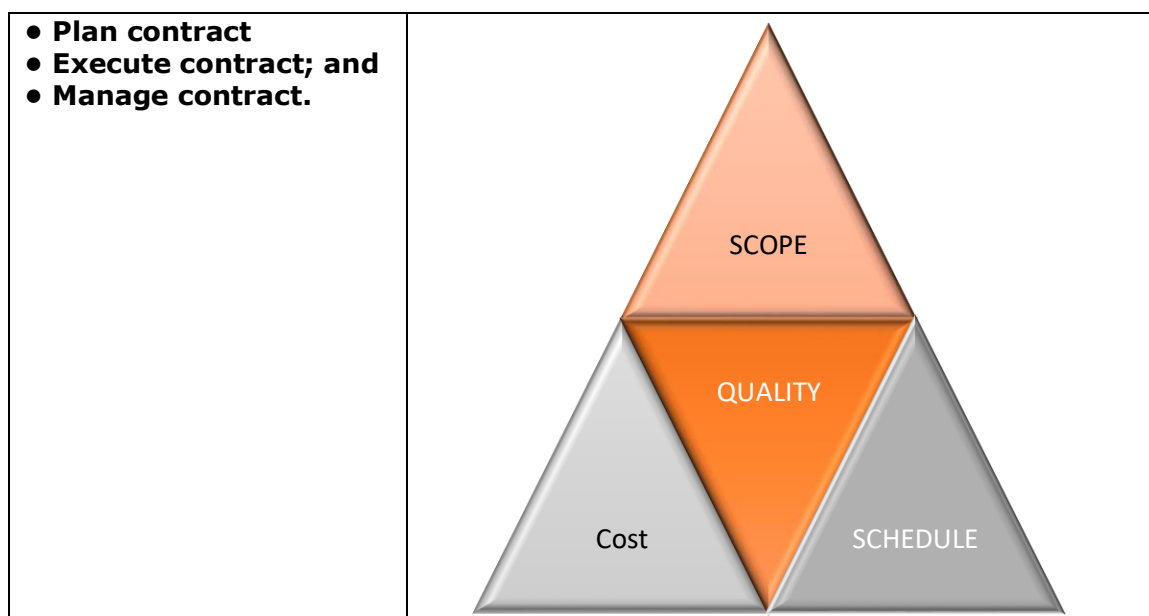 ● Plan contract
● Execute contract; and
● Manage contract.
SCOPE
QUALITY
Cost
SCHEDULE